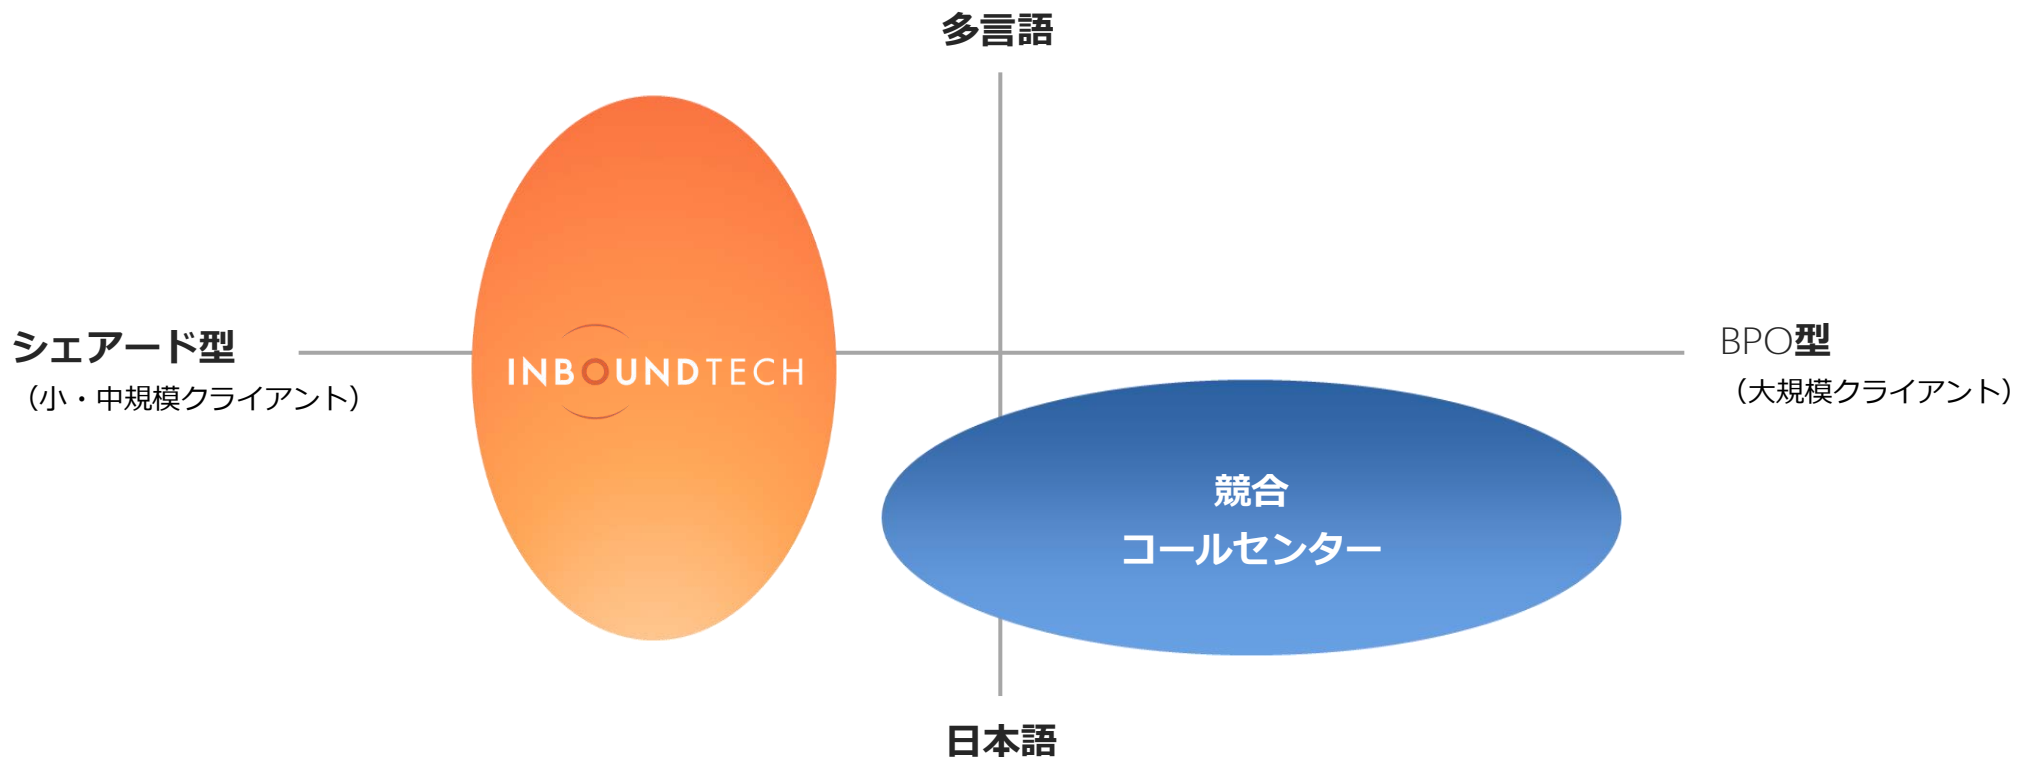 多言語
シェアード型
（小・中規模クライアント）
INBOUNDTECH
BPO型
（大規模クライアント）
競合
コールセンター
日本語